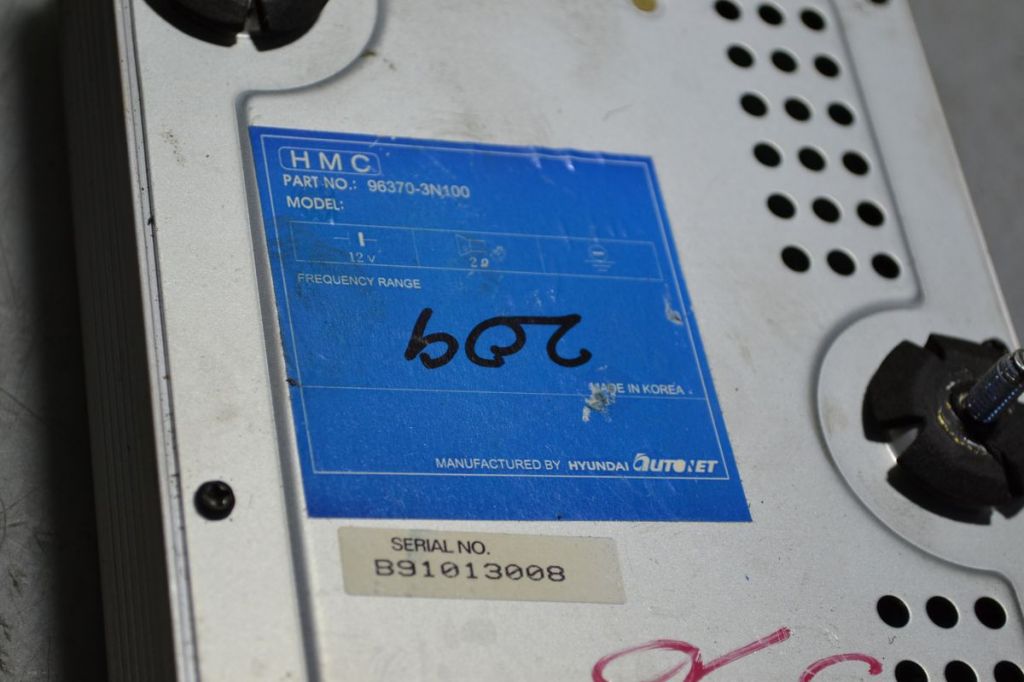 HMC
PART NO.: 96370-3N100
MODEL:
12 V
2 Ω
FREQUENCY RANGE
MADE IN KOREA
MANUFACTURED BY HYUNDAI AUTONET
SERIAL NO.
B91013008